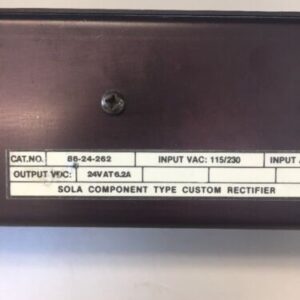 CAT.NO. 86-24-262 INPUT VAC: 115/230 INPUT
OUTPUT VDC: 24V AT 6.2A
SOLA COMPONENT TYPE CUSTOM RECTIFIER